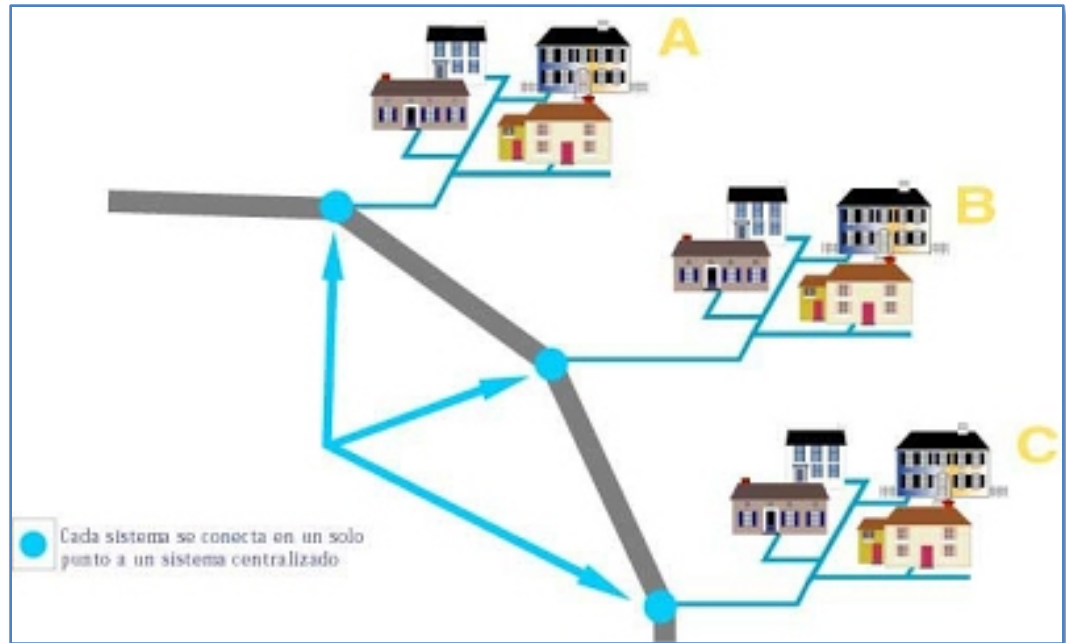 A
B
C
Cada sistema se conecta en un solo
punto a un sistema centralizado